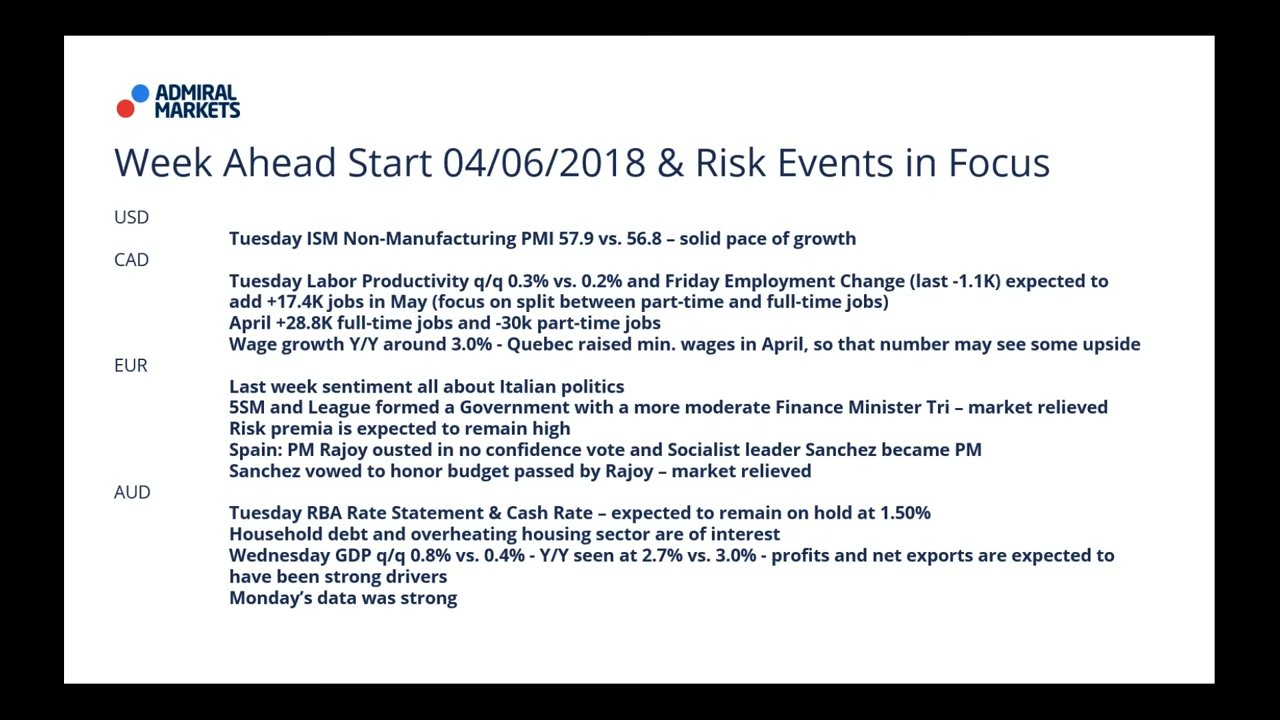 ADMIRAL
MARKETS
Week Ahead Start 04/06/2018 & Risk Events in Focus
USD
Tuesday ISM Non-Manufacturing PMI 57.9 vs. 56.8 – solid pace of growth
CAD
Tuesday Labor Productivity q/q 0.3% vs. 0.2% and Friday Employment Change (last -1.1K) expected to
add +17.4K jobs in May (focus on split between part-time and full-time jobs)
April +28.8K full-time jobs and -30k part-time jobs
Wage growth Y/Y around 3.0% - Quebec raised min. wages in April, so that number may see some upside
EUR
Last week sentiment all about Italian politics
5SM and League formed a Government with a more moderate Finance Minister Tri – market relieved
Risk premia is expected to remain high
Spain: PM Rajoy ousted in no confidence vote and Socialist leader Sanchez became PM
Sanchez vowed to honor budget passed by Rajoy – market relieved
AUD
Tuesday RBA Rate Statement & Cash Rate – expected to remain on hold at 1.50%
Household debt and overheating housing sector are of interest
Wednesday GDP q/q 0.8% vs. 0.4% - Y/Y seen at 2.7% vs. 3.0% - profits and net exports are expected to
have been strong drivers
Monday’s data was strong